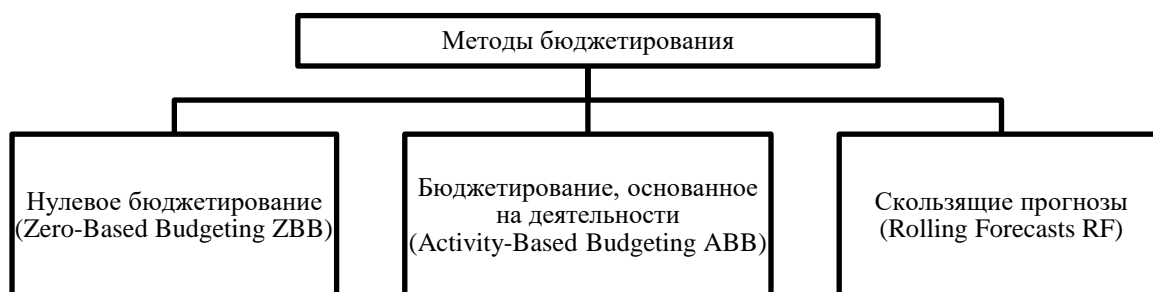 Методы бюджетирования
Нулевое бюджетирование
(Zero-Based Budgeting ZBB)
Бюджетирование, основанное
на деятельности
(Activity-Based Budgeting ABB)
Скользящие прогнозы
(Rolling Forecasts RF)